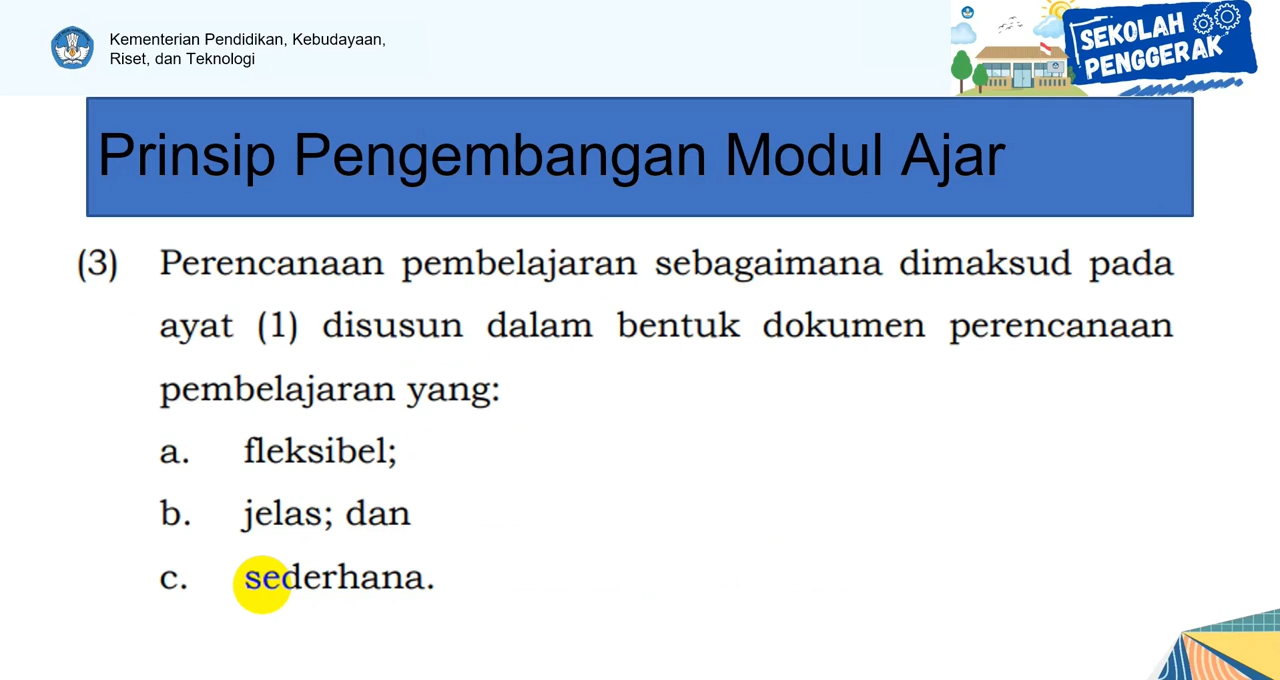 Kementerian Pendidikan, Kebudayaan,
Riset, dan Teknologi
SEKOLAH
PENGGERAK
Prinsip Pengembangan Modul Ajar
(3) Perencanaan pembelajaran sebagaimana dimaksud pada
ayat (1) disusun dalam bentuk dokumen perencanaan
pembelajaran yang:
a. fleksibel;
b. jelas; dan
c. sederhana.